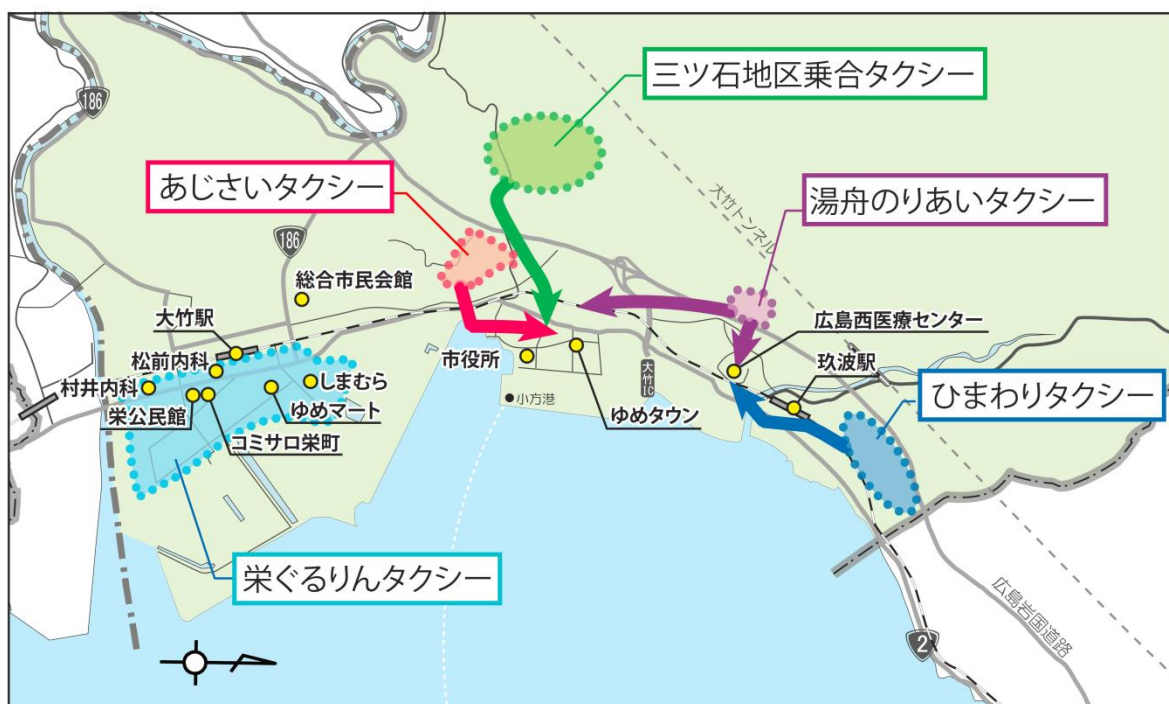 186
三ツ石地区乗合タクシー
あじさいタクシー
大竹トンネル
湯舟のりあいタクシー
186
総合市民会館
大竹駅
広島西医療センター
松前内科
市役所
大竹IC
玖波駅
村井内科
しまむら
小方港
ゆめタウン
ひまわりタクシー
栄公民館
ゆめマート
コミサロ栄町
栄ぐるりんタクシー
広島岩国道路
2